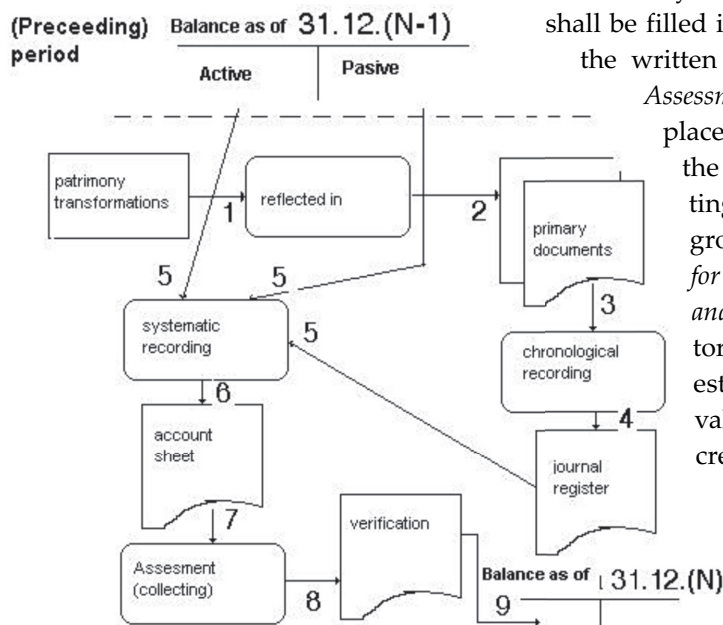 (Preceeding)
period
Balance as of 31.12.(N-1)
Active
Pasive
shall be filled i
the written
Assessm
place
the
ting
gro
for
and
tor
est
val
cre
patrimony
transformations
1
reflected in
2
primary
documents
5
5
5
3
systematic
recording
chronological
recording
6
4
account
sheet
journal
register
7
verification
Assesment
(collecting)
8
Balance as of 31.12.(N)
9